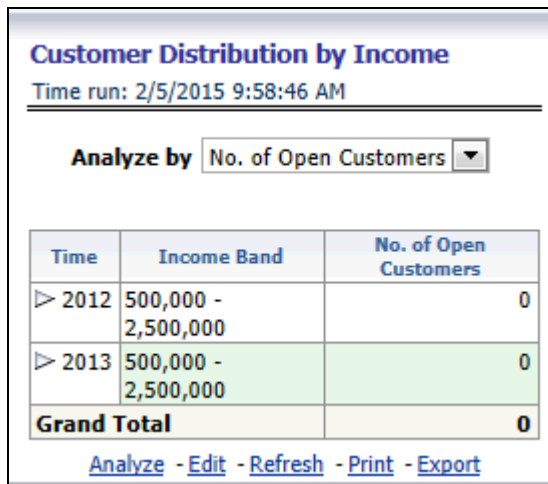 Customer Distribution by Income
Time run: 2/5/2015 9:58:46 AM
Analyze by No. of Open Customers
Time Income Band No. of Open
Customers
2012 500,000 - 0
2,500,000
2013 500,000 - 0
2,500,000
Grand Total 0
Analyze - Edit - Refresh - Print - Export